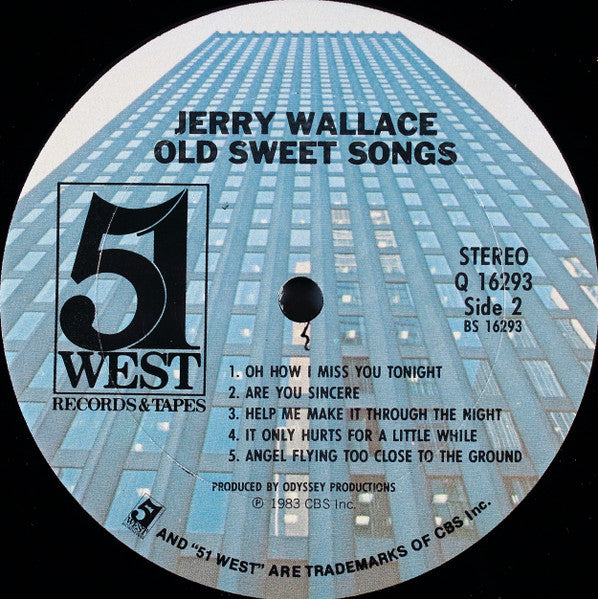 JERRY WALLACE
OLD SWEET SONGS
51
WEST
RECORDS & TAPES
STEREO
Q 16293
Side 2
BS 16293
1. OH HOW I MISS YOU TONIGHT
2. ARE YOU SINCERE
3. HELP ME MAKE IT THROUGH THE NIGHT
4. IT ONLY HURTS FOR A LITTLE WHILE
5. ANGEL FLYING TOO CLOSE TO THE GROUND
PRODUCED BY ODYSSEY PRODUCTIONS
℗ 1983 CBS Inc.
51
WEST
AND "51 WEST" ARE TRADEMARKS OF CBS Inc.